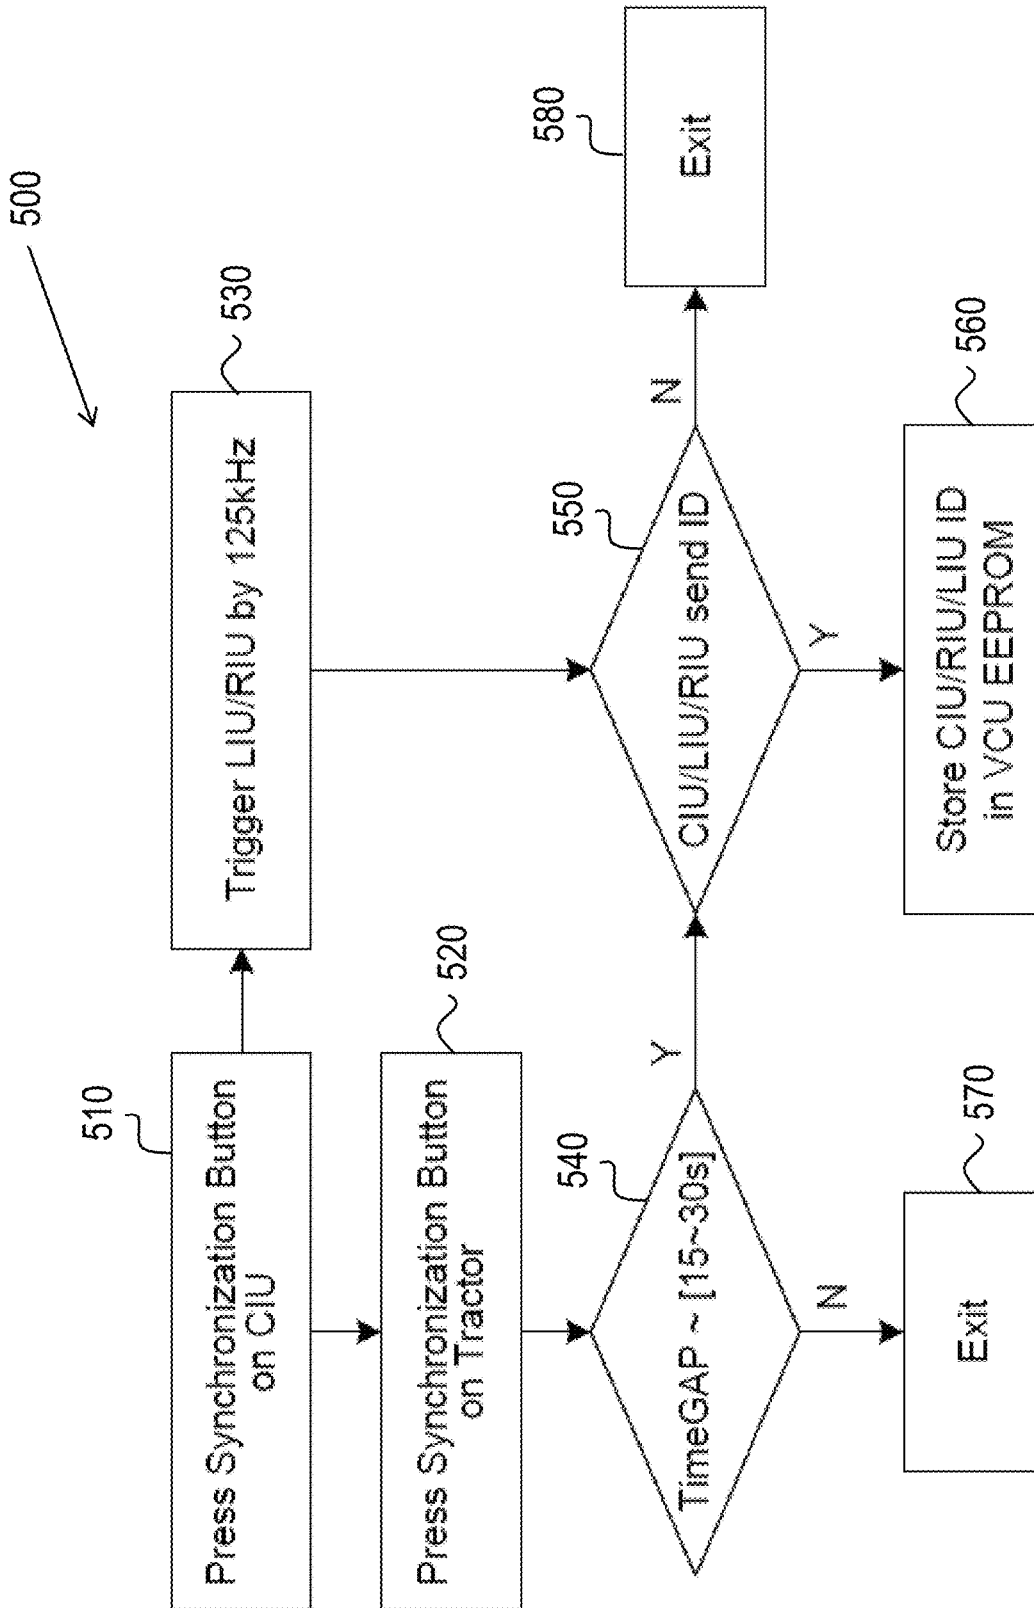 500
510
Press Synchronization Button
on CIU
530
Trigger LIU/RIU by 125kHz
520
Press Synchronization Button
on Tractor
540
TimeGAP ~ [15~30s]
Y
N
550
CIU/LIU/RIU send ID
N
Y
580
Exit
570
Exit
560
Store CIU/RIU/LIU ID
in VCU EEPROM